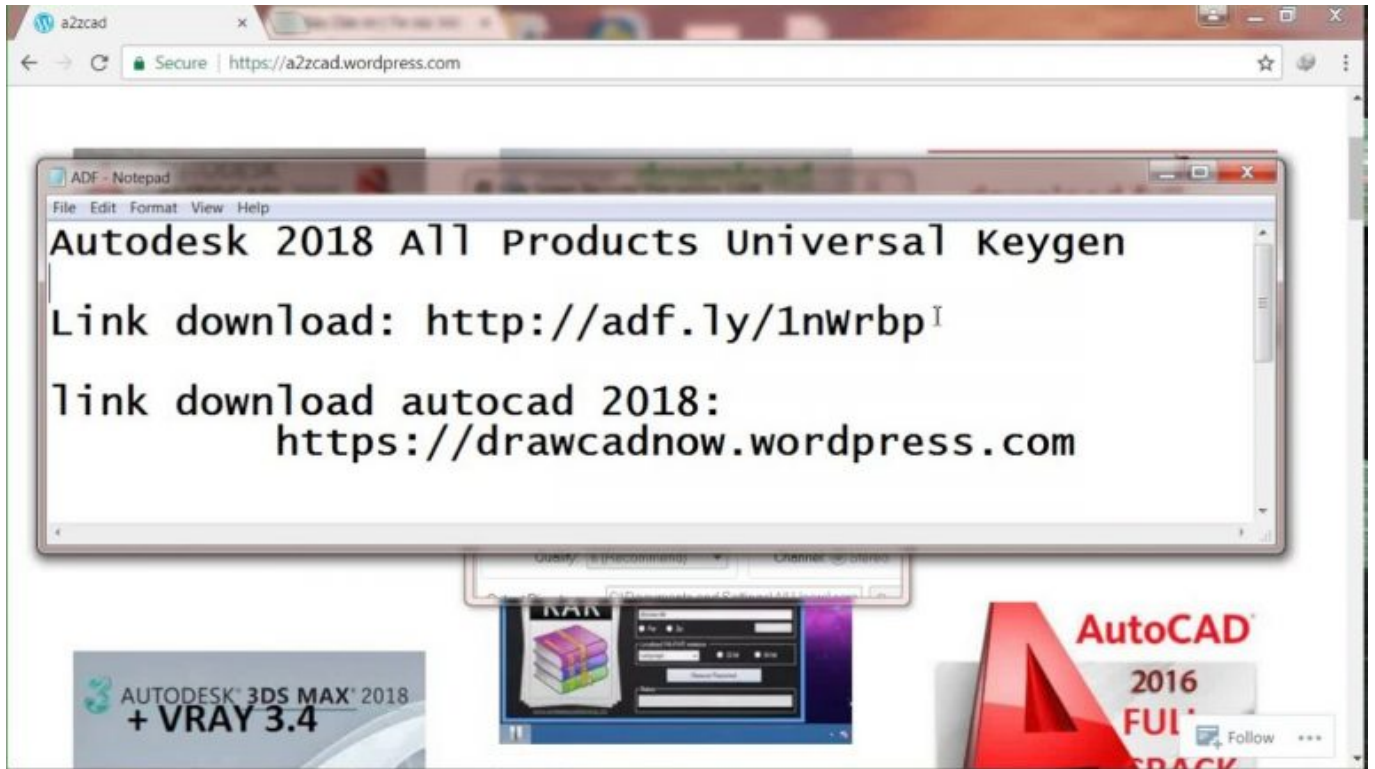 a2zcad
Secure | https://a2zcad.wordpress.com
ADF - Notepad
File Edit Format View Help
Autodesk 2018 All Products Universal Keygen
Link download: http://adf.ly/1nWrbp
link download autocad 2018:
https://drawcadnow.wordpress.com
AUTODESK 3DS MAX 2018
+ VRAY 3.4
AutoCAD
2016
Follow